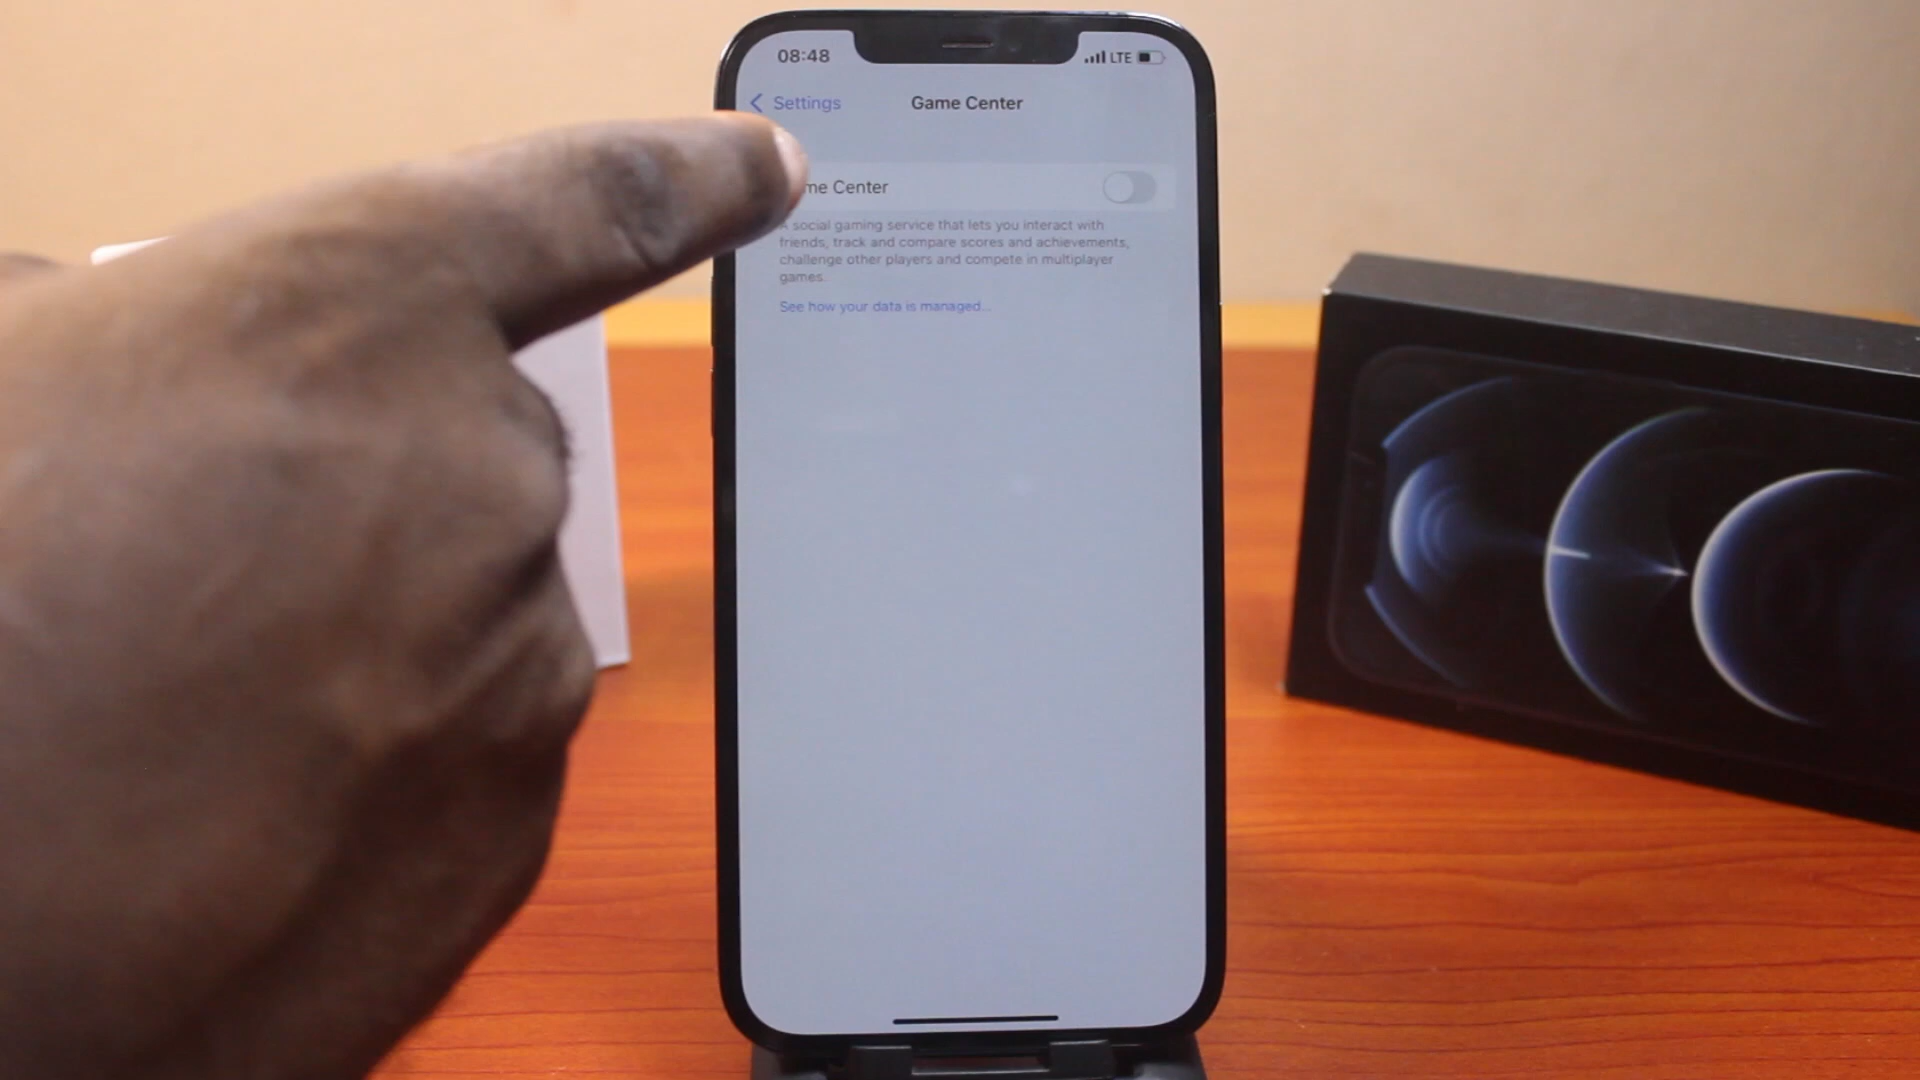 08:48
LTE
Settings
Game Center
me Center
A social gaming service that lets you interact with
friends, track and compare scores and achievements,
challenge other players and compete in multiplayer
games.
See how your data is managed...